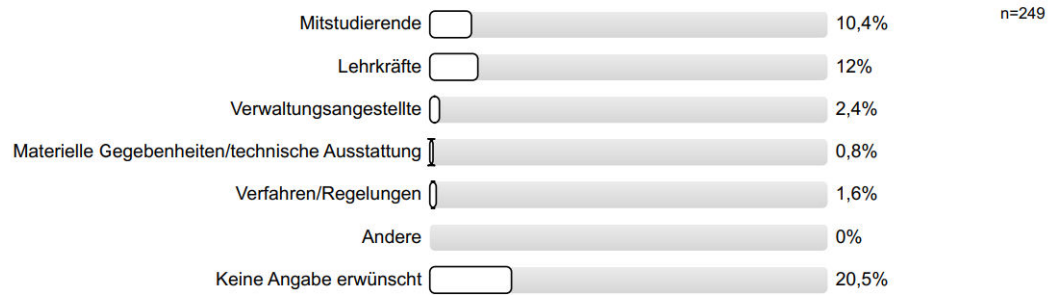 Mitstudierende 10,4% n=249
Lehrkräfte 12%
Verwaltungsangestellte 2,4%
Materielle Gegebenheiten/technische Ausstattung 0,8%
Verfahren/Regelungen 1,6%
Andere 0%
Keine Angabe erwünscht 20,5%